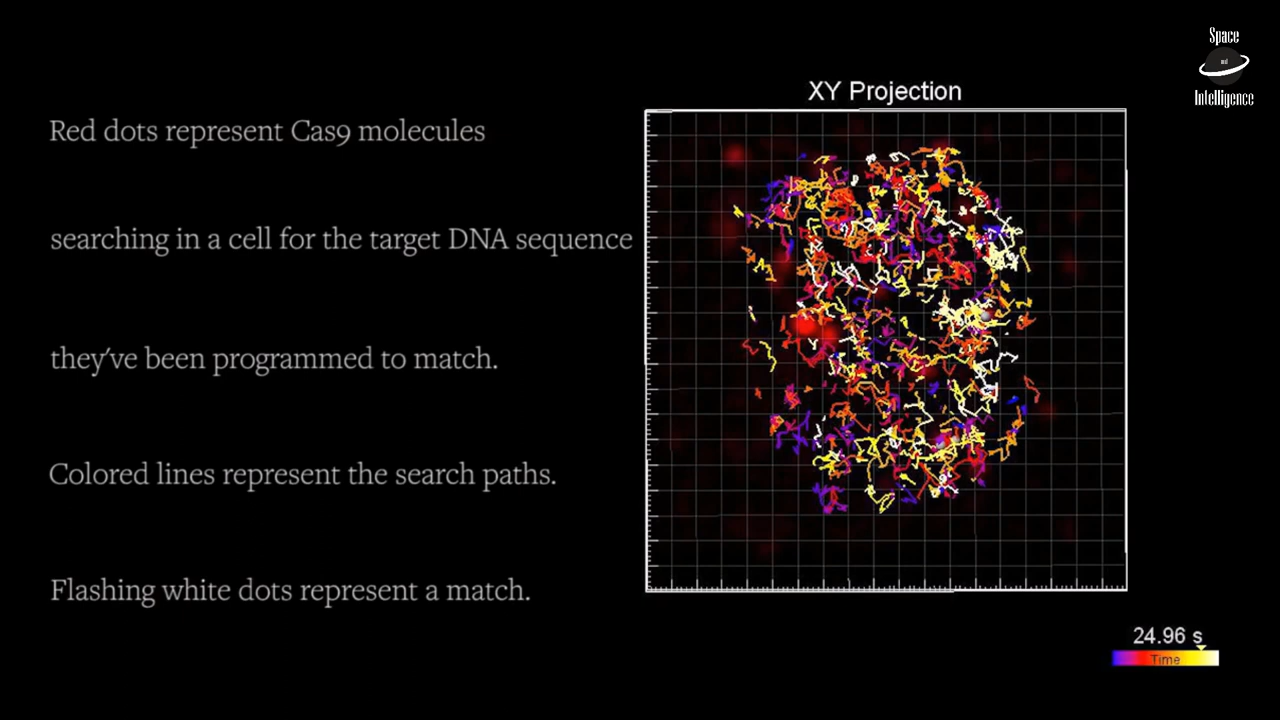 Space
and
Intelligence
XY Projection
Red dots represent Cas9 molecules
searching in a cell for the target DNA sequence
they've been programmed to match.
Colored lines represent the search paths.
Flashing white dots represent a match.
24.96 s
Time